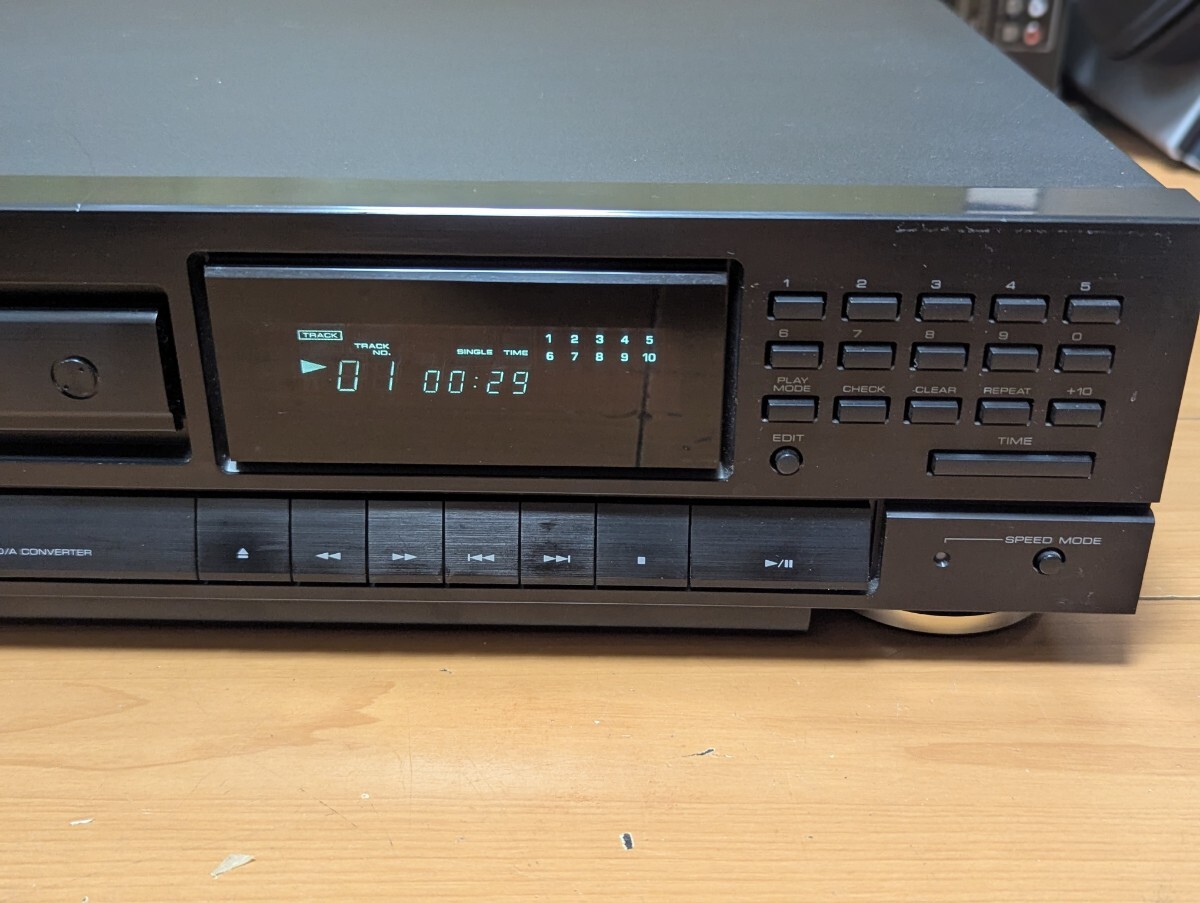 TRACK
TRACK NO.
SINGLE TIME
1 2 3 4 5
6 7 8 9 10
01 00:29
1 2 3 4 5
6 7 8 9 0
PLAY MODE
CHECK
CLEAR
REPEAT
+10
EDIT
TIME
D/A CONVERTER
SPEED MODE